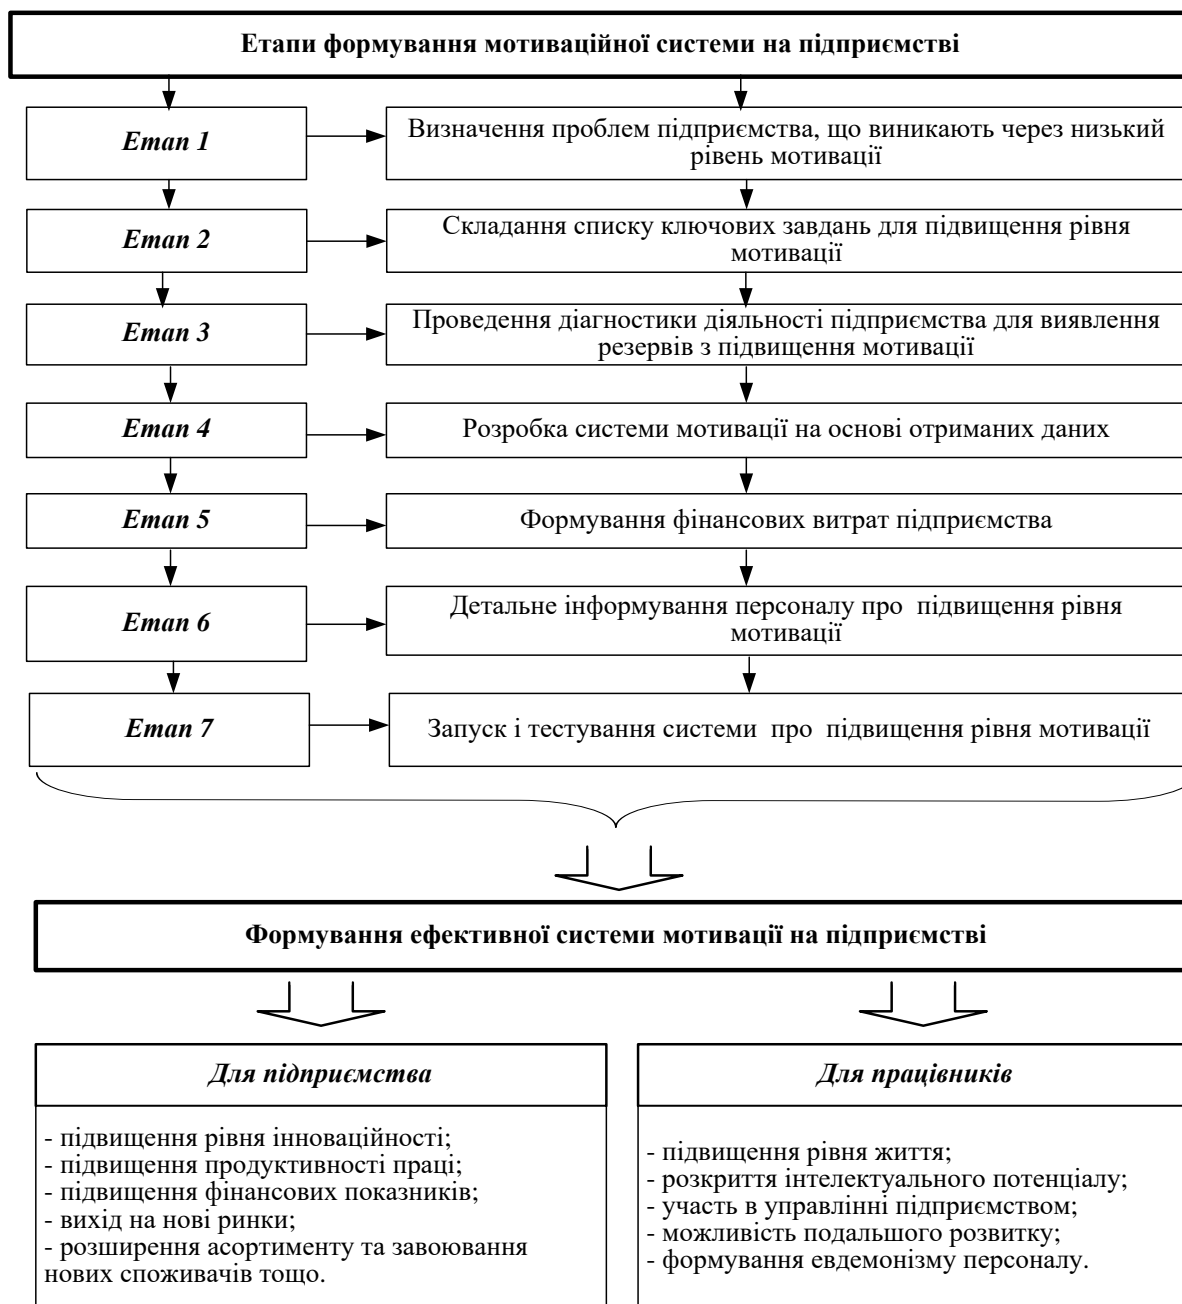 Етапи формування мотиваційної системи на підприємстві
Етап 1
Визначення проблем підприємства, що виникають через низький
рівень мотивації
Етап 2
Складання списку ключових завдань для підвищення рівня
мотивації
Етап 3
Проведення діагностики діяльності підприємства для виявлення
резервів з підвищення мотивації
Етап 4
Розробка системи мотивації на основі отриманих даних
Етап 5
Формування фінансових витрат підприємства
Етап 6
Детальне інформування персоналу про підвищення рівня
мотивації
Етап 7
Запуск і тестування системи про підвищення рівня мотивації
Формування ефективної системи мотивації на підприємстві
Для підприємства
- підвищення рівня інноваційності;
- підвищення продуктивності праці;
- підвищення фінансових показників;
- вихід на нові ринки;
- розширення асортименту та завоювання
нових споживачів тощо.
Для працівників
- підвищення рівня життя;
- розкриття інтелектуального потенціалу;
- участь в управлінні підприємством;
- можливість подальшого розвитку;
- формування евдемонізму персоналу.